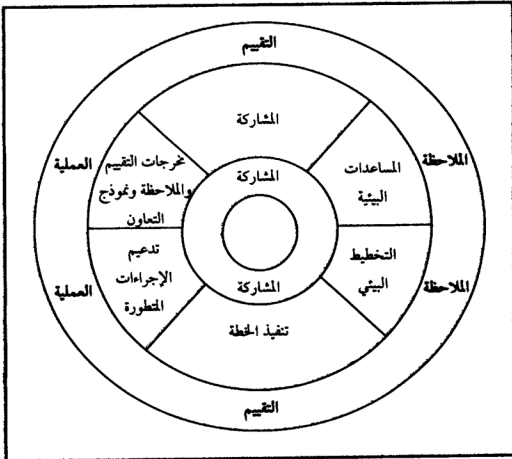 التقييم
المشاركة
الملاحظة
العملية
المساعدات
البيئية
مخرجات التقييم
والملاحظة ونموذج
التعاون
المشاركة
التخطيط
البيئي
تدعيم
الإجراءات
المتطورة
الملاحظة
العملية
المشاركة
تنفيذ الخطة
التقييم